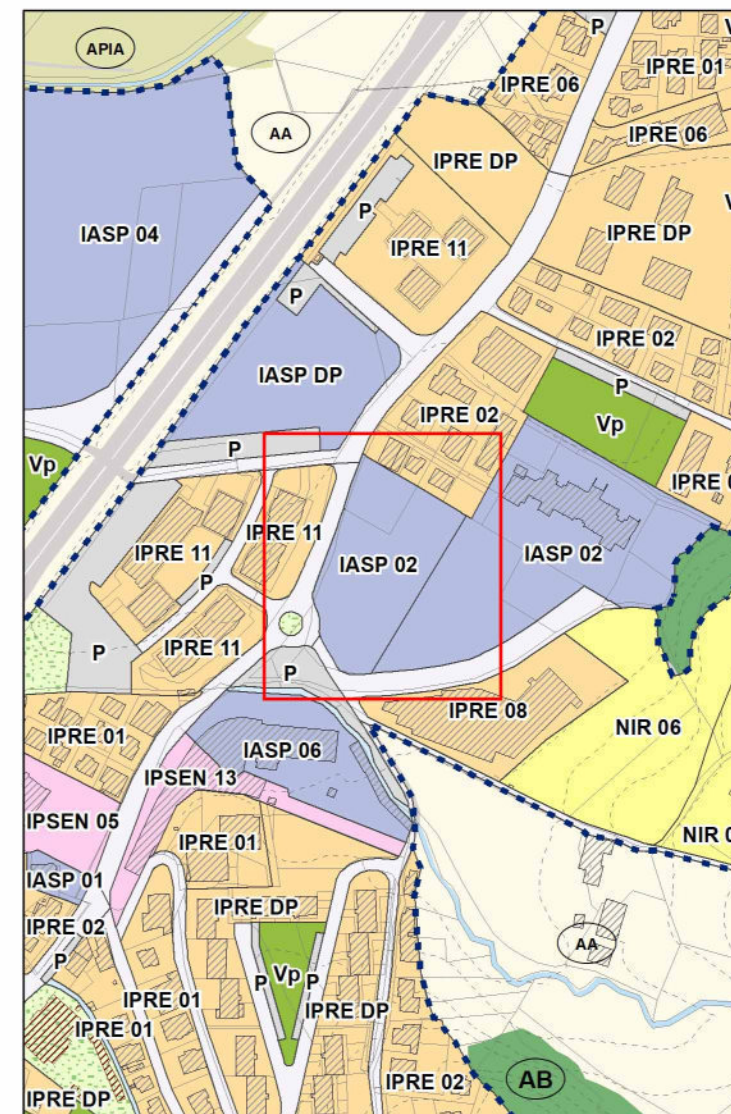 P
V
APIA
IPRE 01
IPRE 06
AA
IPRE 06
IPRE DP
V
P
IASP 04
IPRE DP
IPRE 11
P
IPRE 02
IASP DP
P
IPRE 02
Vp
P
Vp
IPRE 0
IPRE 11
IPRE 11
IASP 02
IASP 02
P
IPRE 11
P
P
IPRE 08
NIR 06
IPRE 01
IASP 06
IPSEN 13
IPSEN 05
NIR 0
IPRE 01
IASP 01
IPRE DP
IPRE 02
AA
P
P
Vp
P
IPRE 01
IPRE DP
IPRE 01
AB
IPRE 02
IPRE DP